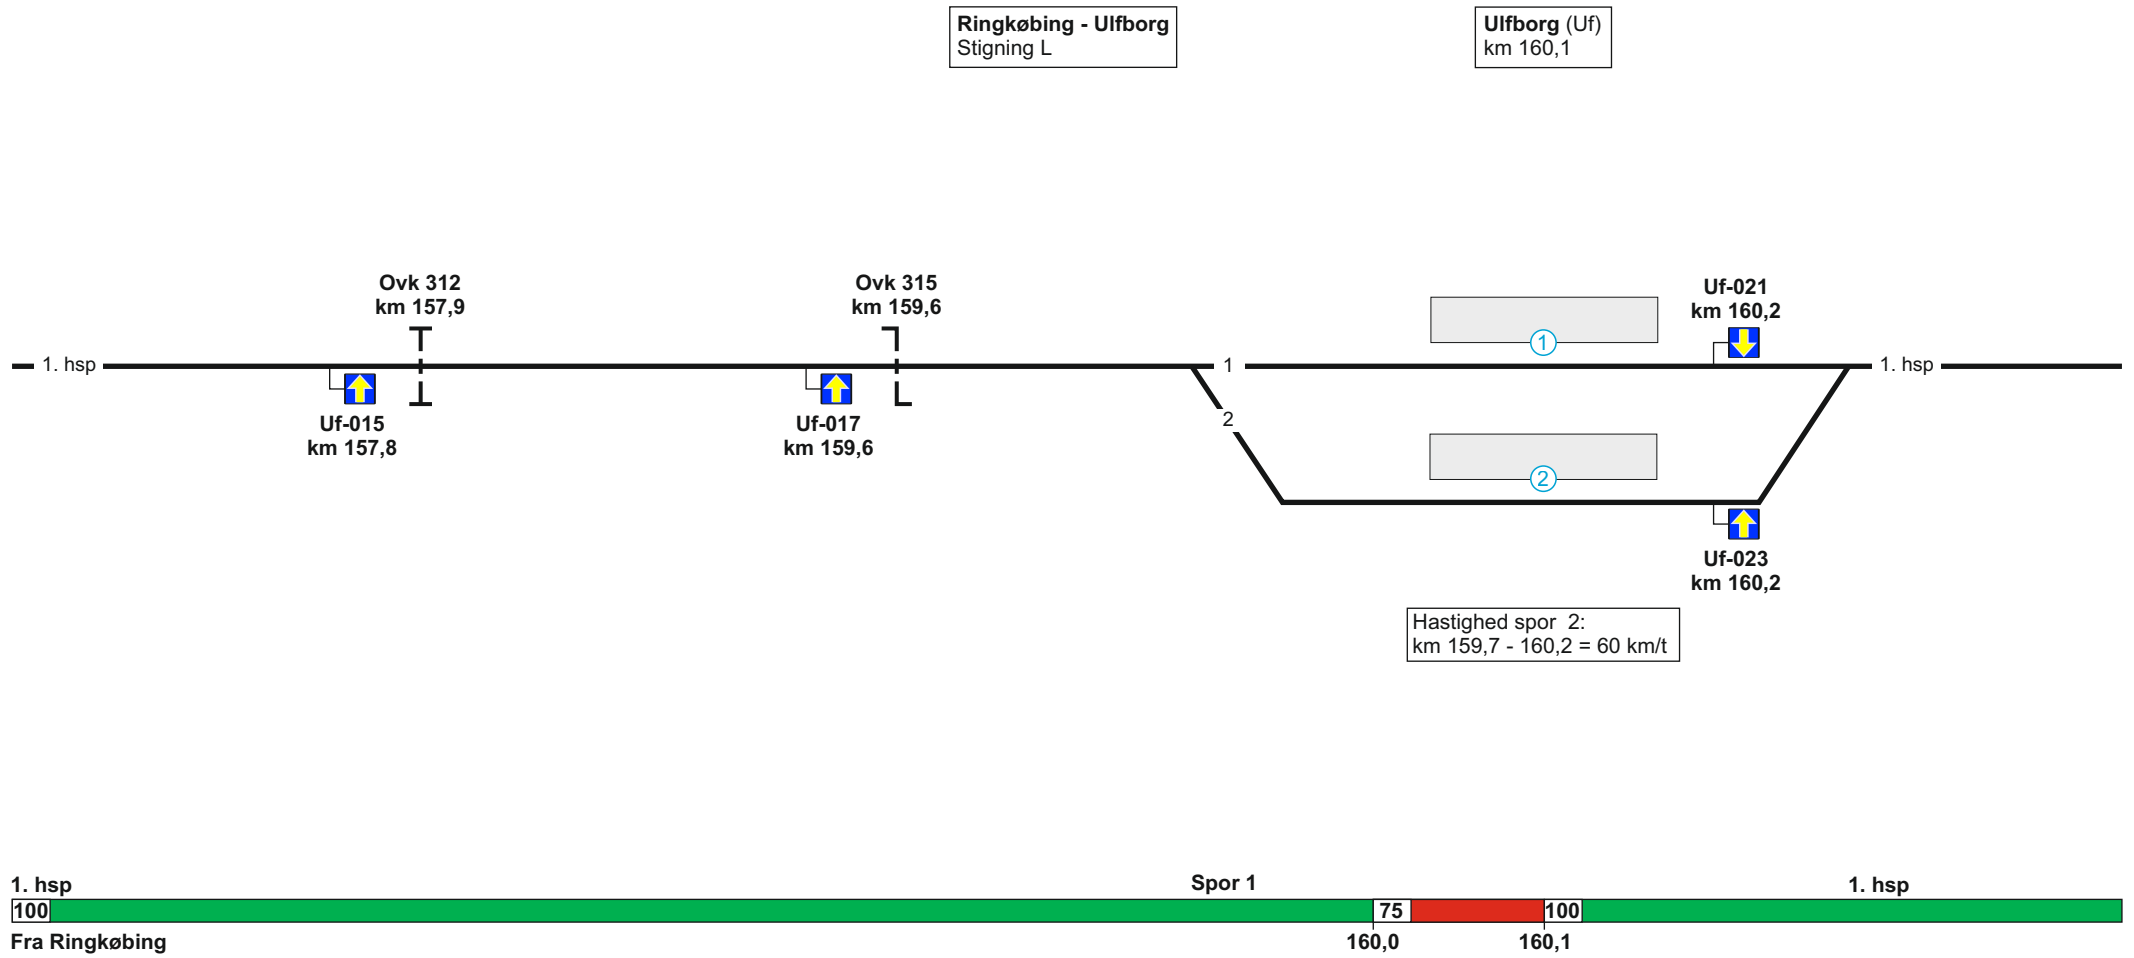 Ringkøbing - Ulfborg
Stigning L
Ulfborg (Uf)
km 160,1
Ovk 312
km 157,9
Ovk 315
km 159,6
Uf-021
km 160,2
1
1. hsp
1
1. hsp
2
Uf-015
km 157,8
Uf-017
km 159,6
2
Uf-023
km 160,2
Hastighed spor 2:
km 159,7 - 160,2 = 60 km/t
1. hsp
Spor 1
1. hsp
100
75
100
Fra Ringkøbing
160,0
160,1